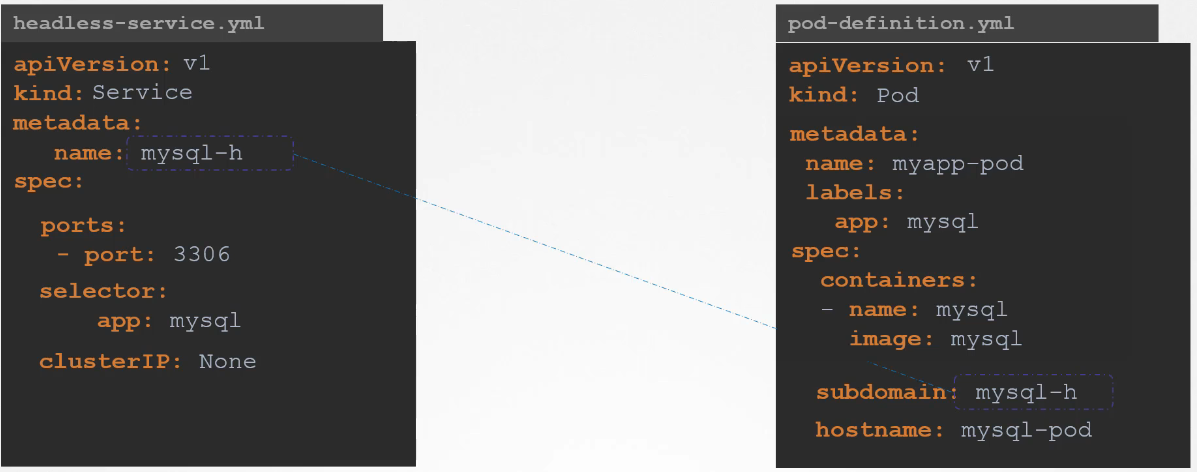 headless-service.yml
apiVersion: v1
kind: Service
metadata:
name: mysql-h
spec:
ports:
- port: 3306
selector:
app: mysql
clusterIP: None
pod-definition.yml
apiVersion: v1
kind: Pod
metadata:
name: myapp-pod
labels:
app: mysql
spec:
containers:
- name: mysql
image: mysql
subdomain: mysql-h
hostname: mysql-pod